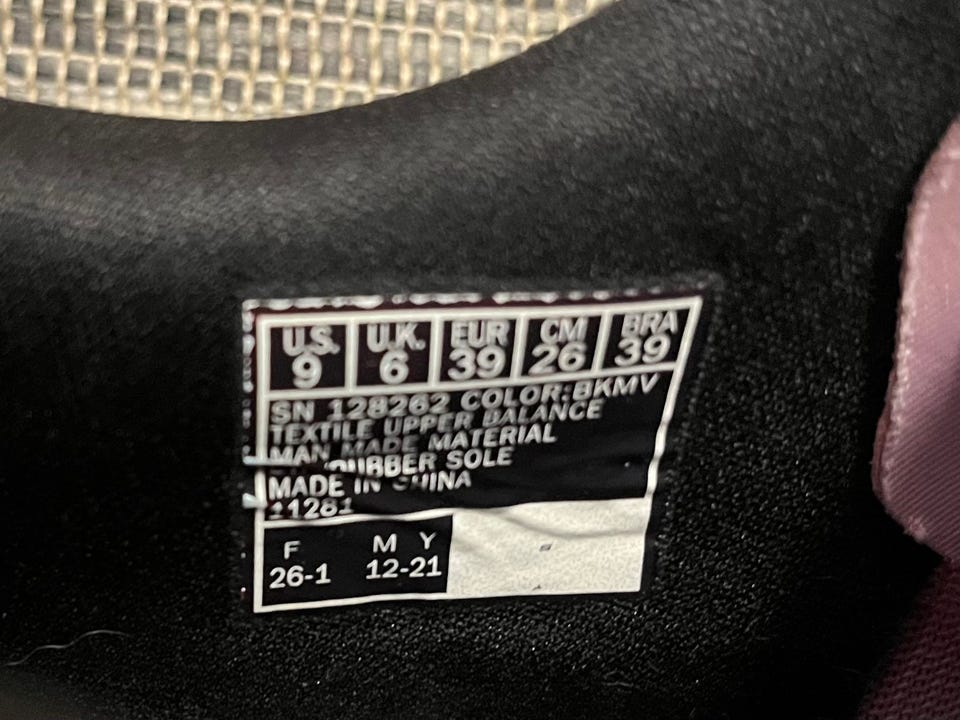 U.S. U.K. EUR CM BRA
9 6 39 26 39
SN 128262 COLOR:BKMV
TEXTILE UPPER BALANCE
MAN MADE MATERIAL
RUBBER SOLE
MADE IN CHINA
11281
F M Y
26-1 12-21